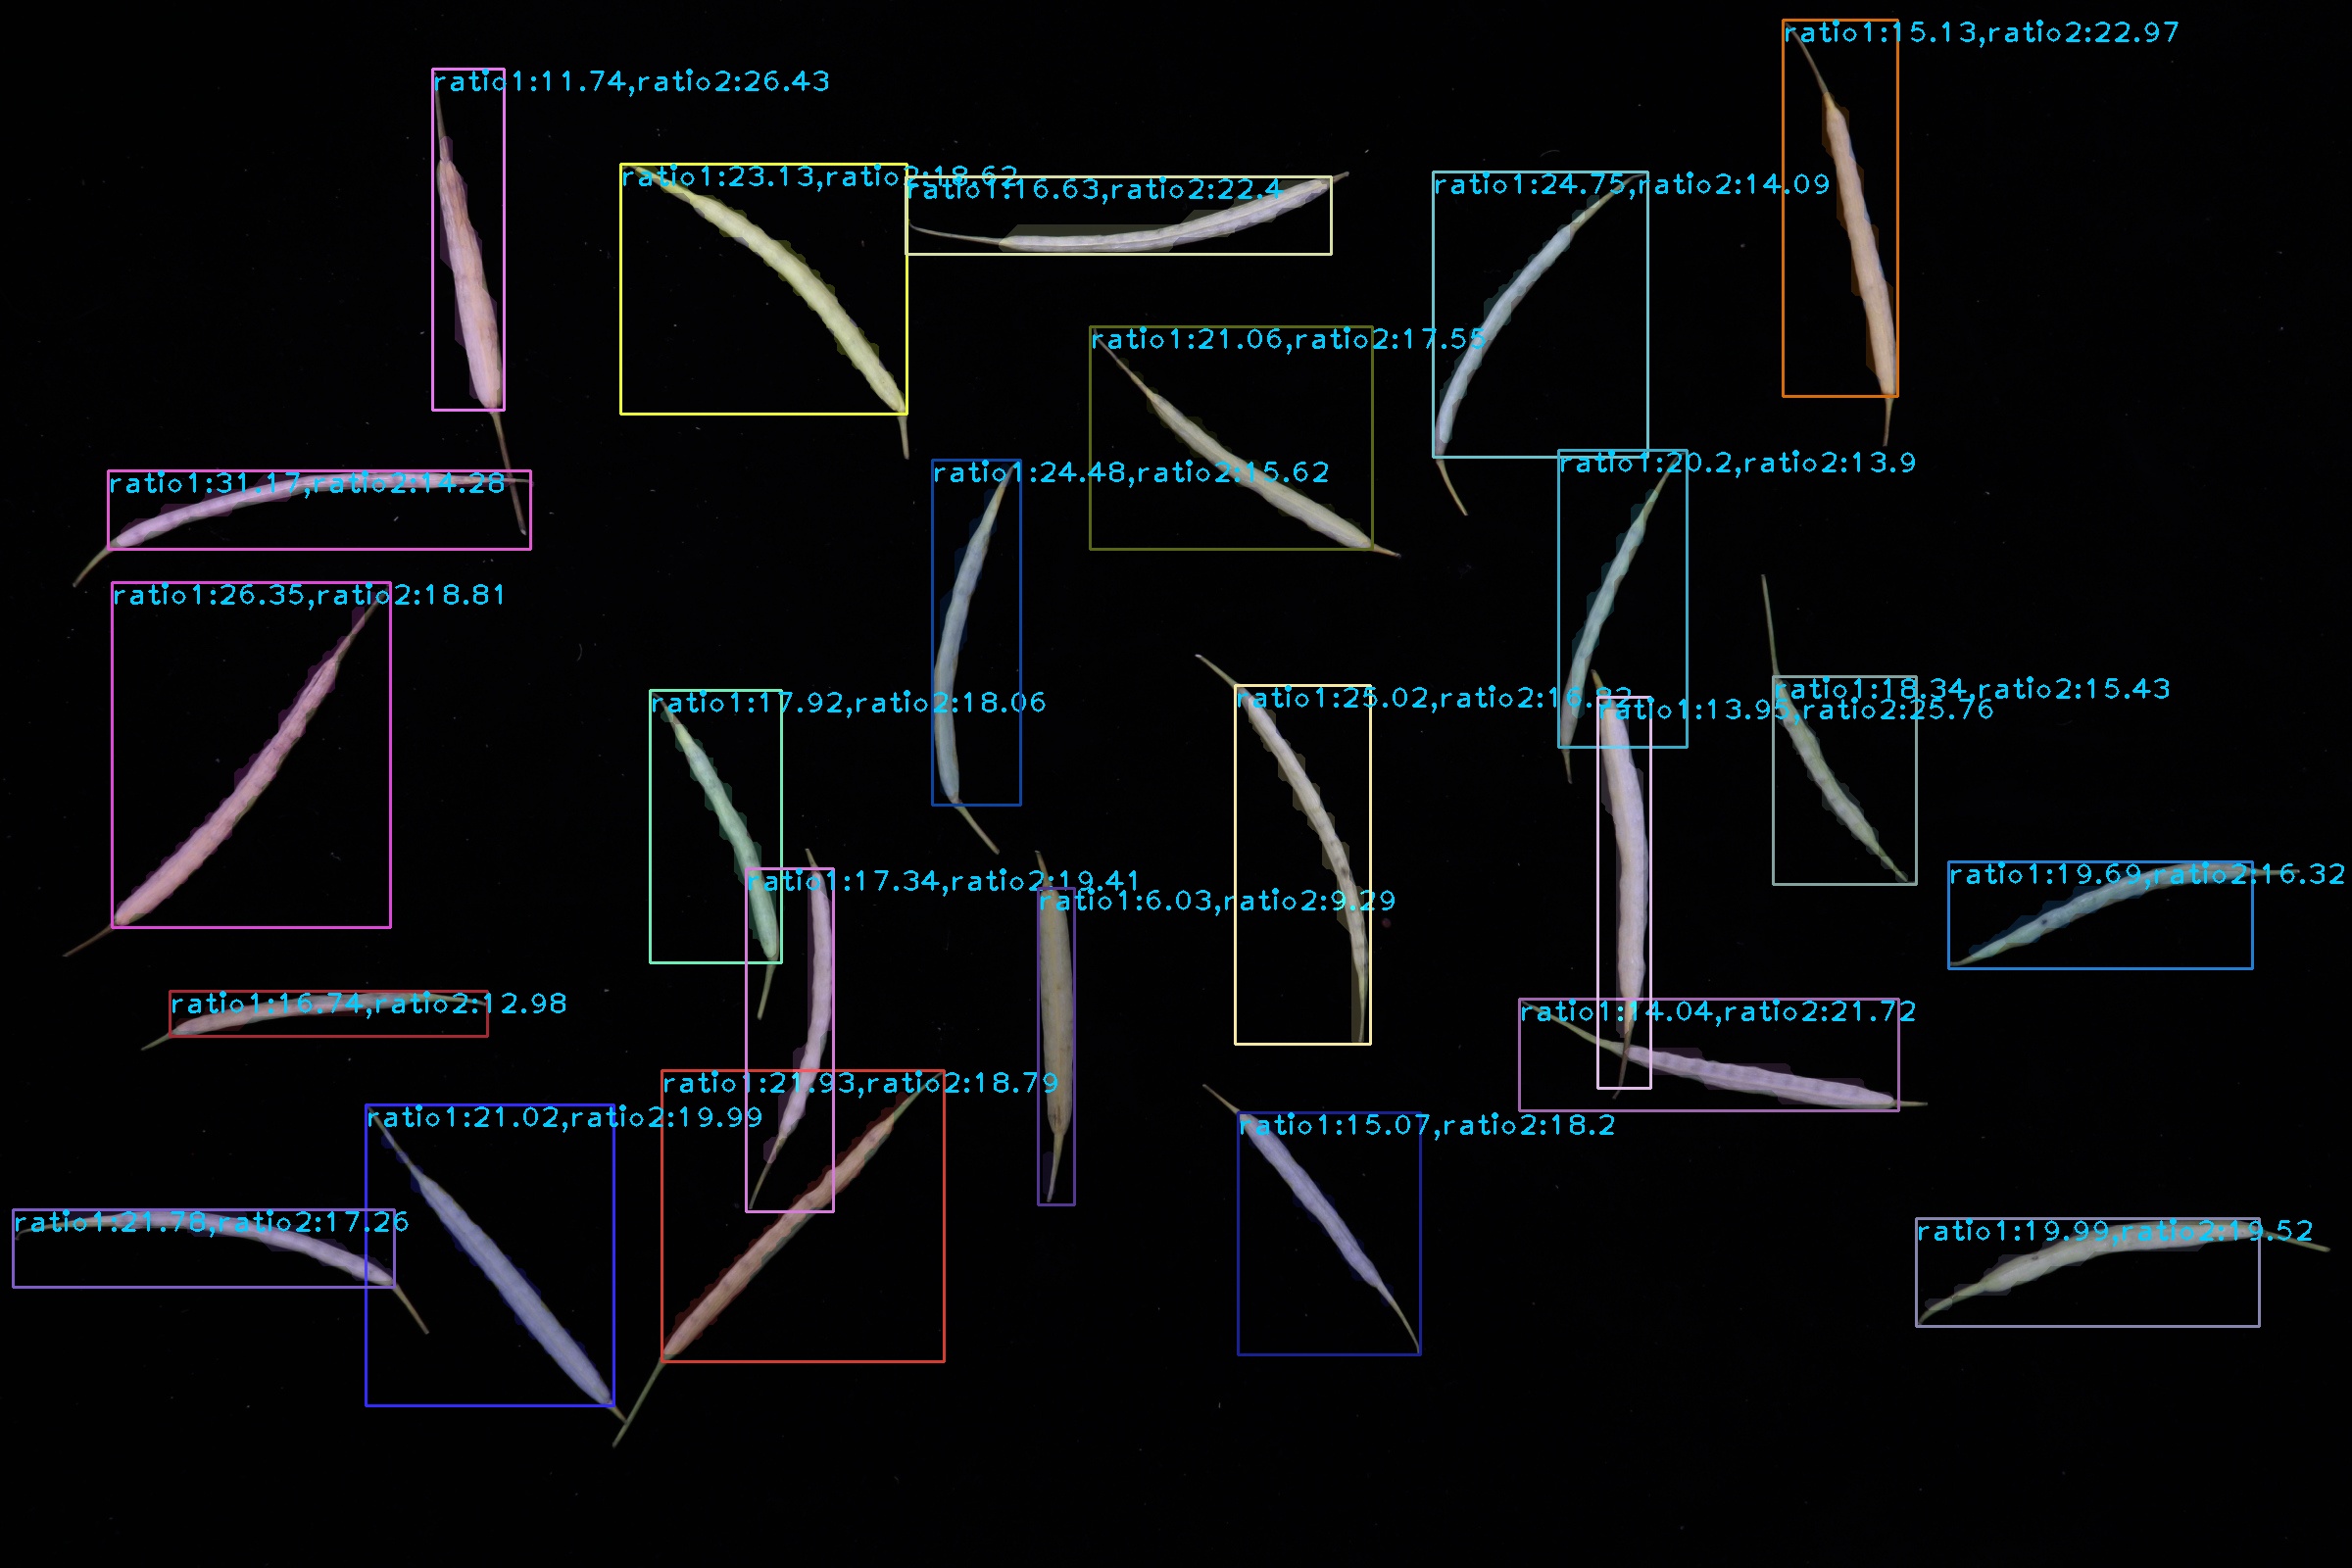 ratio1:15.13,ratio2:22.97
ratio1:11.74,ratio2:26.43
ratio1:23.13,ratio2:18.62
ratio1:16.63,ratio2:22.4
ratio1:24.75,ratio2:14.09
ratio1:21.06,ratio2:17.55
ratio1:20.2,ratio2:13.9
ratio1:24.48,ratio2:15.62
ratio1:31.17,ratio2:14.28
ratio1:26.35,ratio2:18.81
ratio1:18.34,ratio2:15.43
ratio1:25.02,ratio2:16.82
ratio1:17.92,ratio2:18.06
ratio1:13.95,ratio2:25.76
ratio1:19.69,ratio2:16.32
ratio1:17.34,ratio2:19.41
ratio1:6.03,ratio2:9.29
ratio1:16.74,ratio2:12.98
ratio1:14.04,ratio2:21.72
ratio1:21.93,ratio2:18.79
ratio1:21.02,ratio2:19.99
ratio1:15.07,ratio2:18.2
ratio1:21.78,ratio2:17.26
ratio1:19.99,ratio2:19.52